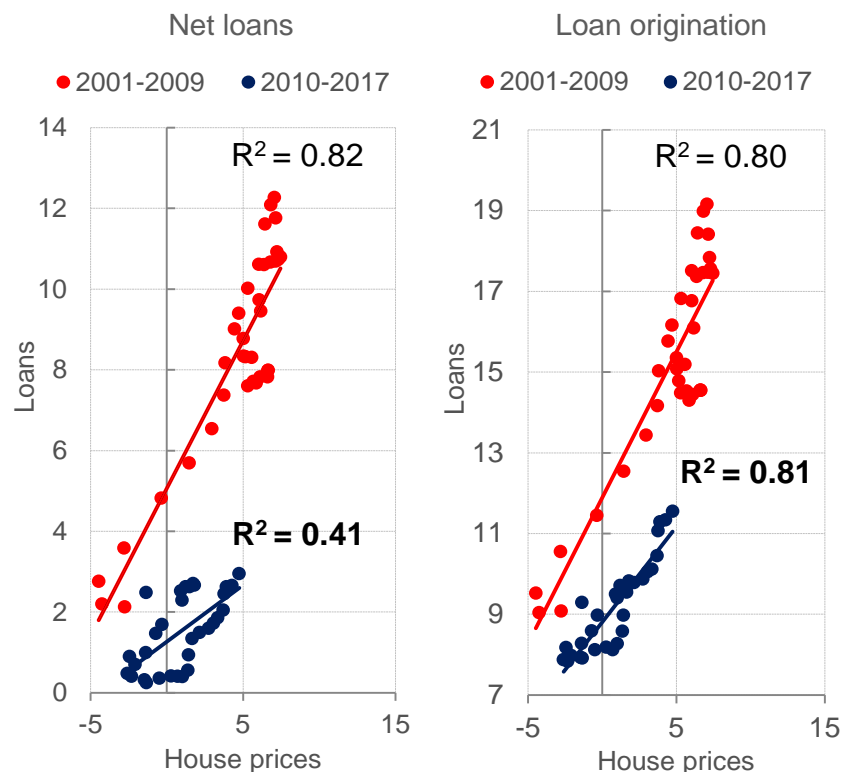 Net loans
2001-2009 2010-2017
14
12
10
8
6
4
2
0
Loans
R² = 0.82
R² = 0.41
-5 5 15
House prices
Loan origination
2001-2009 2010-2017
21
19
17
15
13
11
9
7
Loans
R² = 0.80
R² = 0.81
-5 5 15
House prices